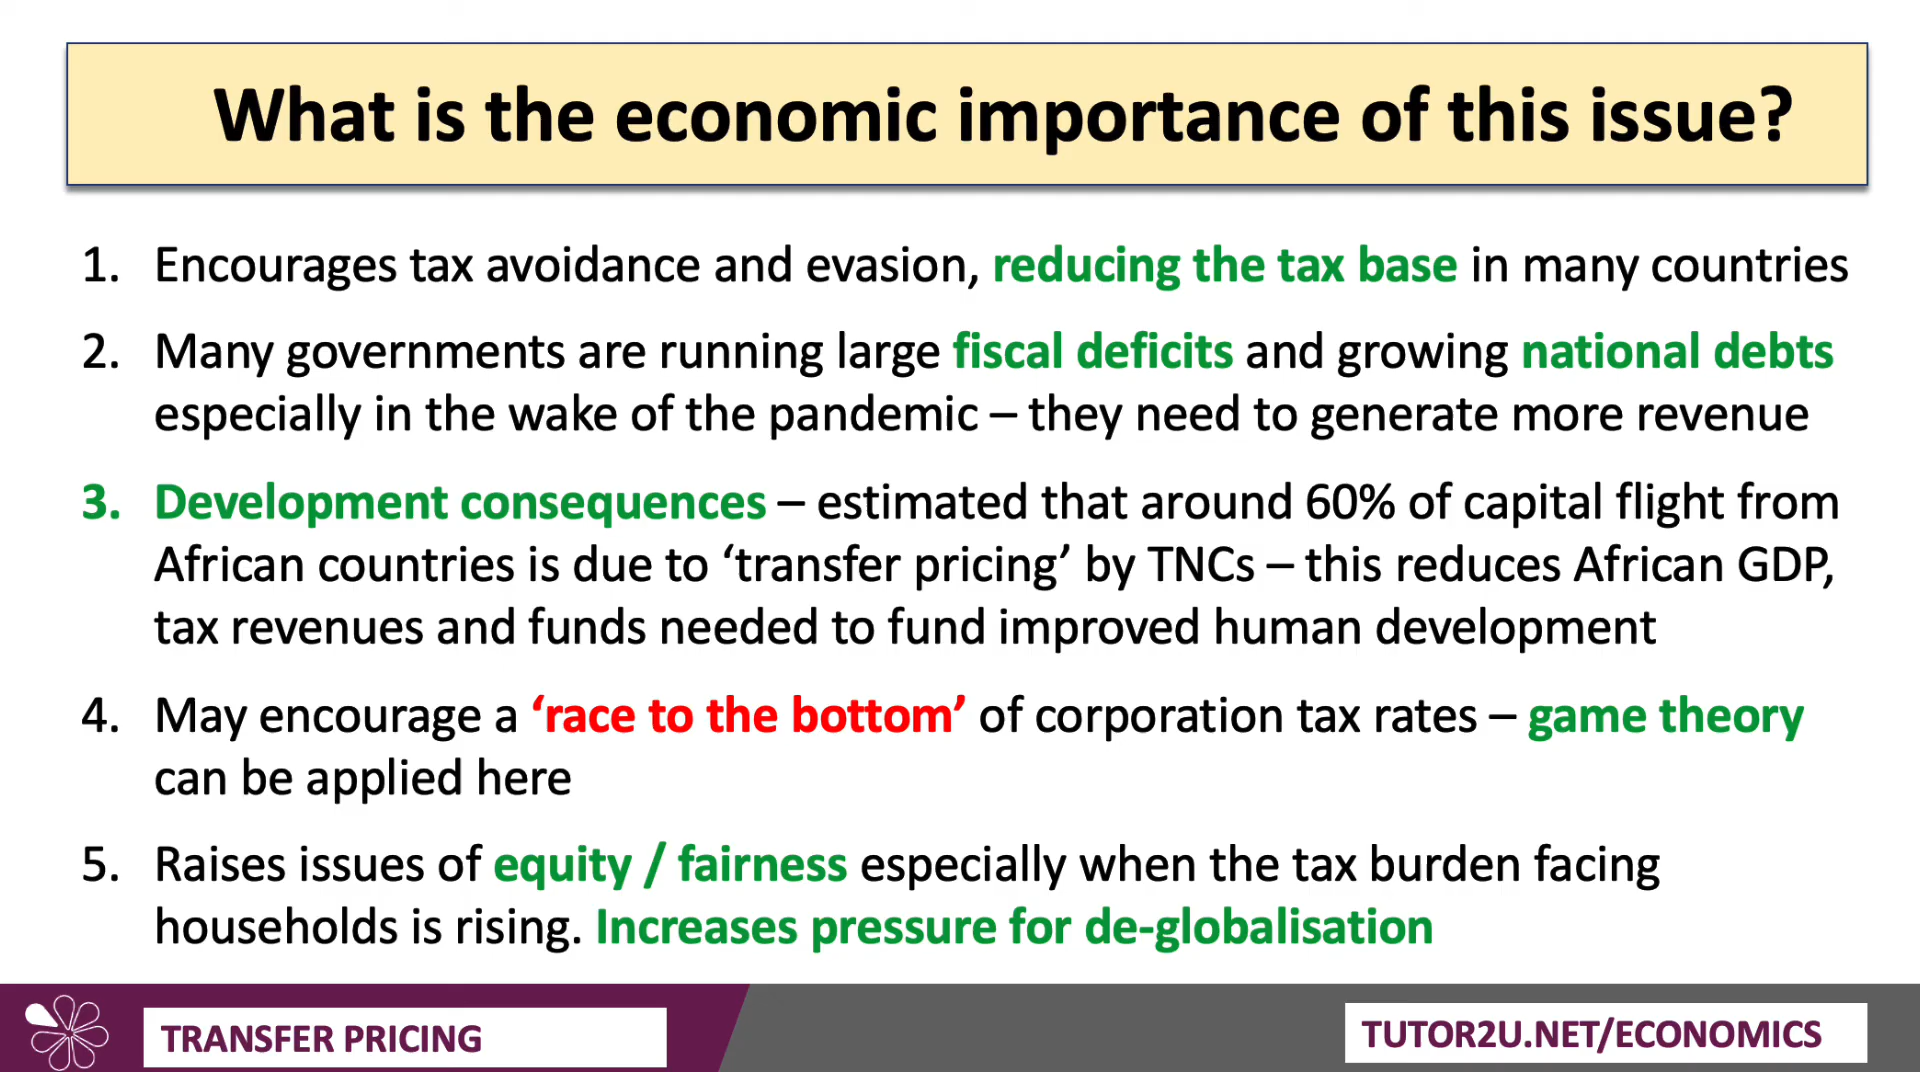 What is the economic importance of this issue?
1. Encourages tax avoidance and evasion, reducing the tax base in many countries
2. Many governments are running large fiscal deficits and growing national debts
especially in the wake of the pandemic – they need to generate more revenue
3. Development consequences – estimated that around 60% of capital flight from
African countries is due to ‘transfer pricing’ by TNCs – this reduces African GDP,
tax revenues and funds needed to fund improved human development
4. May encourage a ‘race to the bottom’ of corporation tax rates – game theory
can be applied here
5. Raises issues of equity / fairness especially when the tax burden facing
households is rising. Increases pressure for de-globalisation
TRANSFER PRICING
TUTOR2U.NET/ECONOMICS